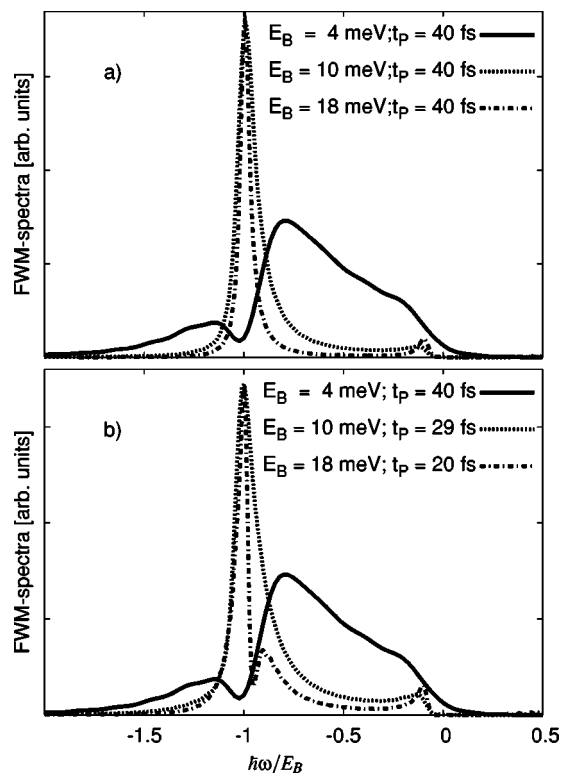 FWM-spectra [arb. units]
a)
E_B = 4 meV;t_P = 40 fs
E_B = 10 meV;t_P = 40 fs
E_B = 18 meV;t_P = 40 fs
FWM-spectra [arb. units]
b)
E_B = 4 meV; t_P = 40 fs
E_B = 10 meV; t_P = 29 fs
E_B = 18 meV; t_P = 20 fs
-1.5 -1 -0.5 0 0.5
ħω/E_B